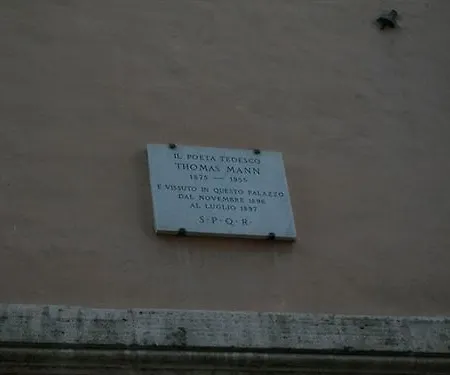 IL POETA TEDESCO
THOMAS MANN
1875 — 1955
E VISSUTO IN QUESTO PALAZZO
DAL NOVEMBRE 1896
AL LUGLIO 1897
S·P·Q·R·